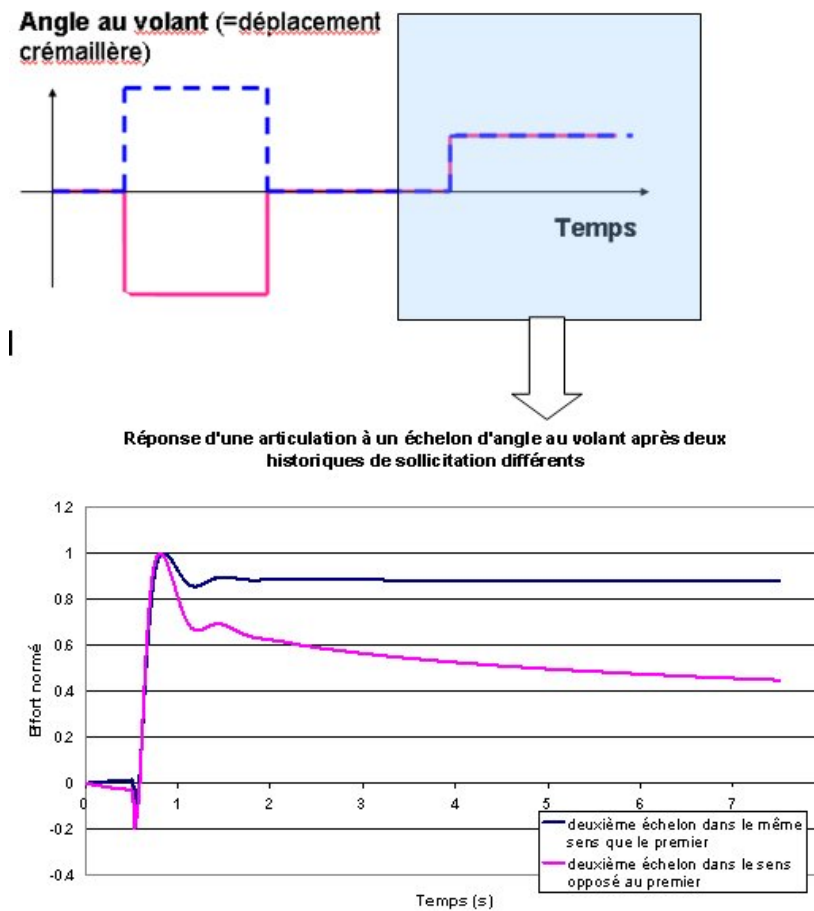 Angle au volant (=déplacement
crémaillère)
Temps
Réponse d'une articulation à un échelon d'angle au volant après deux
historiques de sollicitation différents
1.2
1
0.8
0.6
0.4
0.2
0
-0.2
-0.4
0 1 2 3 4 5 6 7
Effort normé
Temps (s)
deuxième échelon dans le même
sens que le premier
deuxième échelon dans le sens
opposé au premier